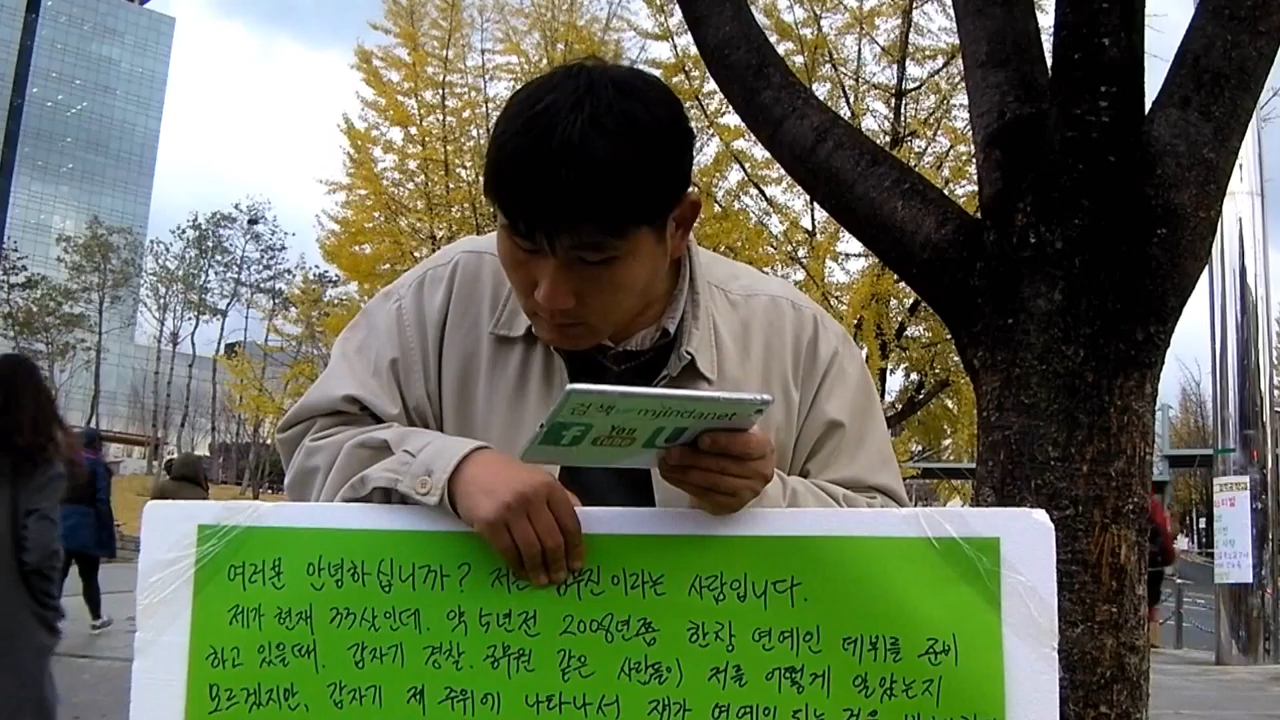 검색 mjindanet
f You Tube U
여러분 안녕하십니까? 저는 무진이라는 사람입니다.
제가 현재 33살인데. 약 5년전 2008년쯤 한창 연예인 데뷔를 준비
하고 있을때. 갑자기 경찰. 공무원 같은 사람들이 저를 어떻게 알았는지
모르겠지만, 갑자기 제 주위에 나타나서 제가 연예인 되는 것을